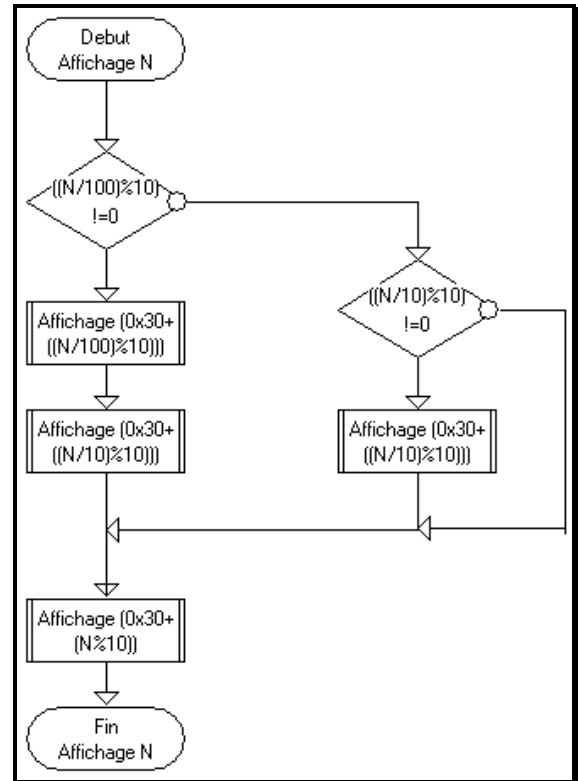 Debut
Affichage N
((N/100)%10)
!=0
((N/10)%10)
!=0
Affichage (0x30+
((N/100)%10)))
Affichage (0x30+
((N/10)%10)))
Affichage (0x30+
((N/10)%10)))
Affichage (0x30+
(N%10))
Fin
Affichage N